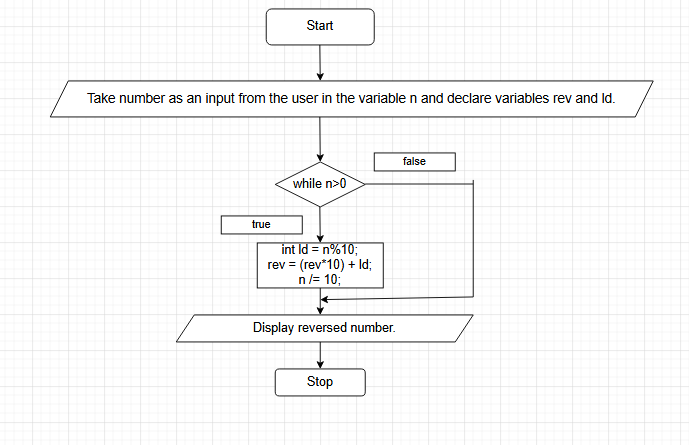 Start
Take number as an input from the user in the variable n and declare variables rev and ld.
false
while n>0
true
int ld = n%10;
rev = (rev*10) + ld;
n /= 10;
Display reversed number.
Stop